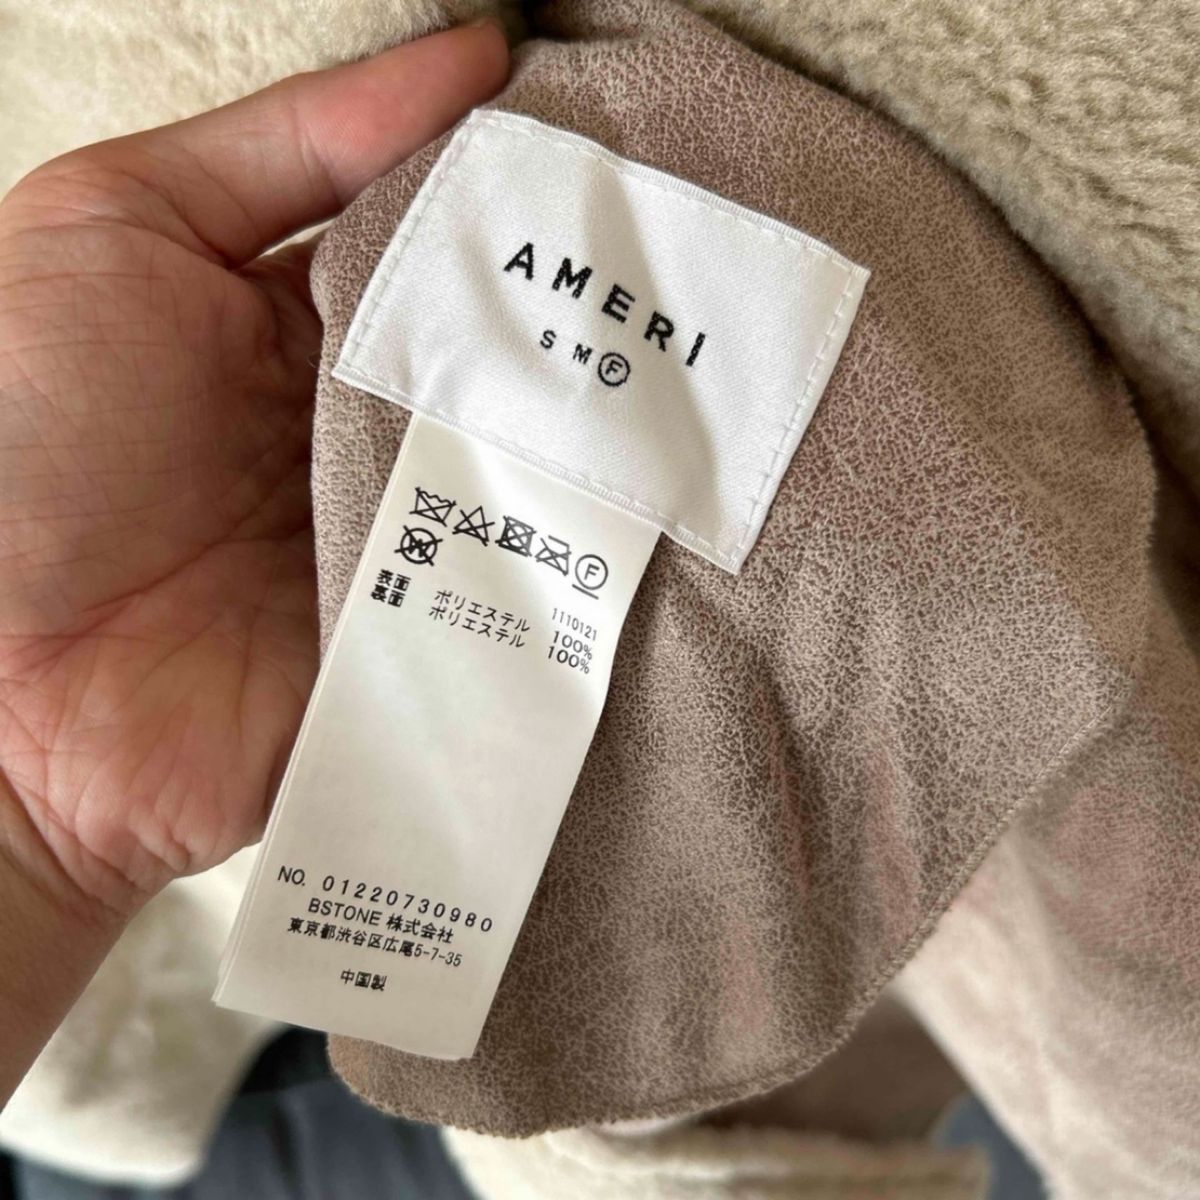 AMERI
S M F
F
W
1110121
表面 ポリエステル 100%
裏面 ポリエステル 100%
NO. 01220730980
BSTONE 株式会社
東京都渋谷区広尾5-7-35
中国製